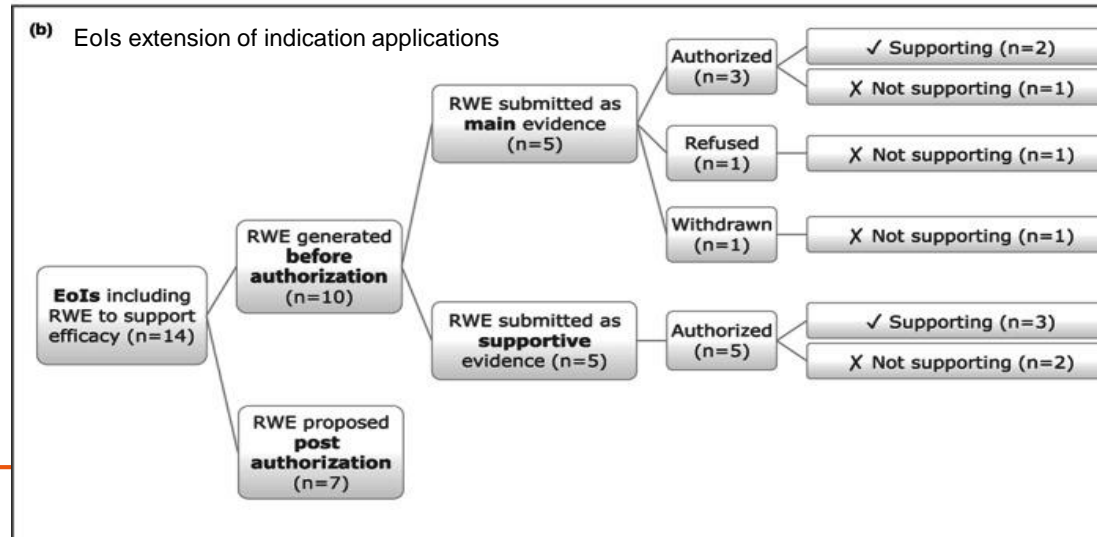 (b) EoIs extension of indication applications
EoIs including
RWE to support
efficacy (n=14)
RWE generated
before
authorization
(n=10)
RWE proposed
post
authorization
(n=7)
RWE submitted as
main evidence
(n=5)
RWE submitted as
supportive
evidence (n=5)
Authorized
(n=3)
Refused
(n=1)
Withdrawn
(n=1)
Authorized
(n=5)
✓ Supporting (n=2)
✗ Not supporting (n=1)
✗ Not supporting (n=1)
✗ Not supporting (n=1)
✓ Supporting (n=3)
✗ Not supporting (n=2)